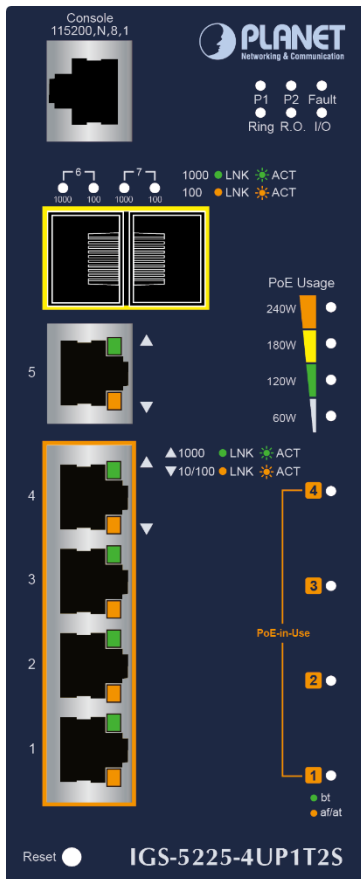 Console
115200,N,8,1
PLANET
Networking & Communication
P1 P2 Fault
Ring R.O. I/O
6 7
1000 100 1000 100
1000 LNK ACT
100 LNK ACT
PoE Usage
240W
180W
120W
60W
5
▲1000 LNK ACT
▼10/100 LNK ACT
4
3
2
1
4
3
PoE-in-Use
2
1
bt
af/at
Reset
IGS-5225-4UP1T2S